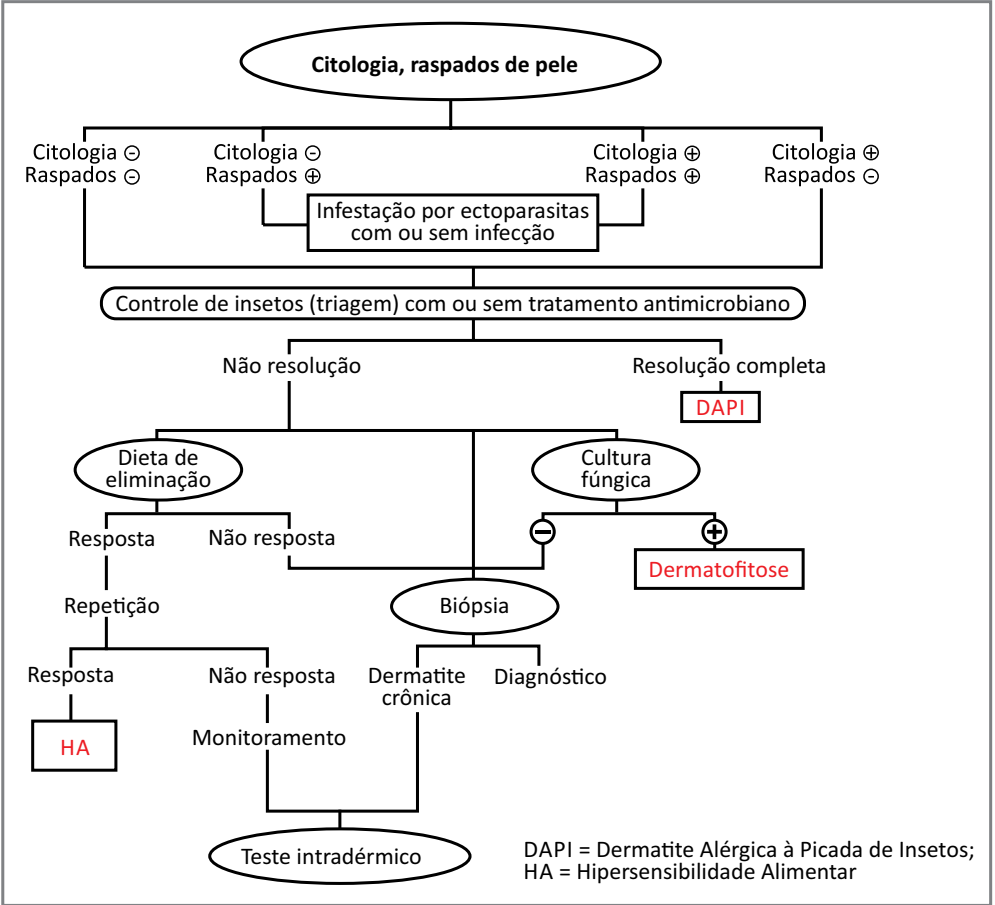 Citologia, raspados de pele
Citologia ⊖
Raspados ⊖
Citologia ⊖
Raspados ⊕
Citologia ⊕
Raspados ⊕
Citologia ⊕
Raspados ⊖
Infestação por ectoparasitas
com ou sem infecção
Controle de insetos (triagem) com ou sem tratamento antimicrobiano
Não resolução
Resolução completa
DAPI
Dieta de
eliminação
Cultura
fúngica
Resposta
Não resposta
⊖
⊕
Dermatofitose
Repetição
Biópsia
Resposta
Não resposta
Dermatite
crônica
Diagnóstico
HA
Monitoramento
Teste intradérmico
DAPI = Dermatite Alérgica à Picada de Insetos;
HA = Hipersensibilidade Alimentar